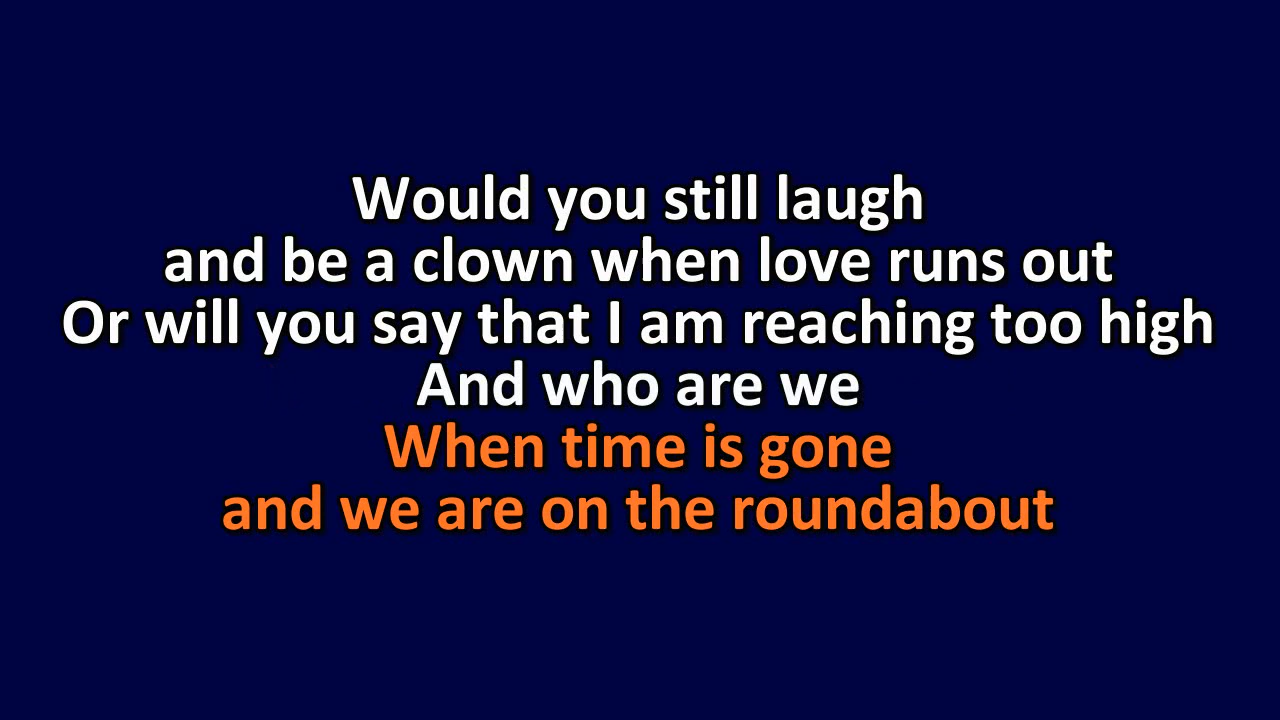 Would you still laugh
and be a clown when love runs out
Or will you say that I am reaching too high
And who are we
When time is gone
and we are on the roundabout